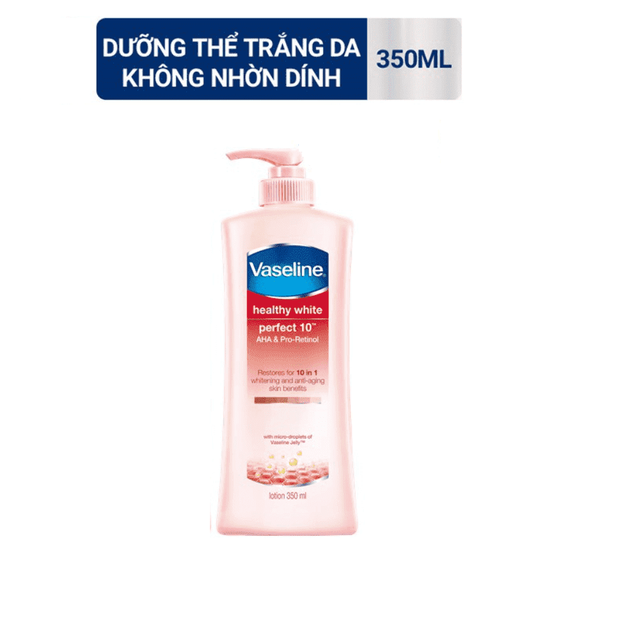 DƯỠNG THỂ TRẮNG DA
KHÔNG NHỜN DÍNH
350ML
Vaseline®
healthy white
perfect 10™
AHA & Pro-Retinol
Restores for 10 in 1
whitening and anti-aging
skin benefits
with micro-droplets of
Vaseline Jelly™
lotion 350 ml